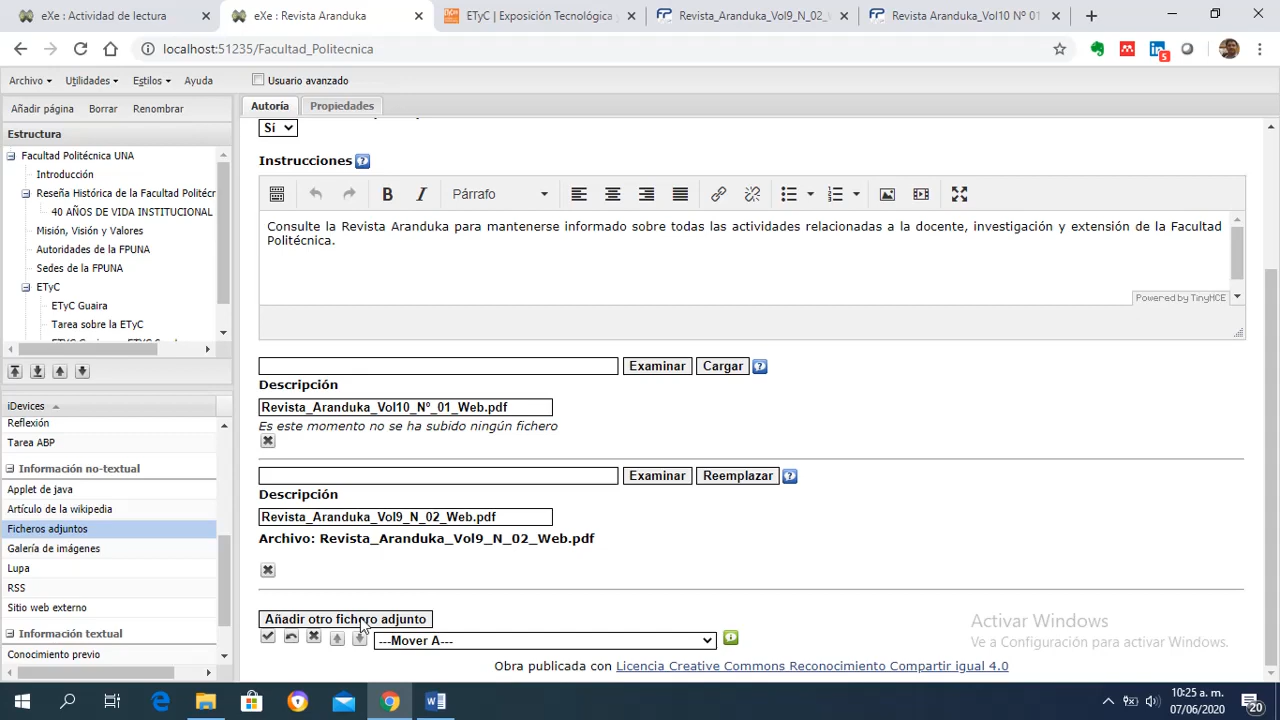 eXe : Actividad de lectura
eXe : Revista Aranduka
ETyC | Exposición Tecnológica y
Revista_Aranduka_Vol9_N_02_
Revista Aranduka_Vol10 Nº 01
localhost:51235/Facultad_Politecnica
5
Archivo
Utilidades
Estilos
Ayuda
Usuario avanzado
Añadir página
Borrar
Renombrar
Autoría
Propiedades
Estructura
Facultad Politécnica UNA
Introducción
Reseña Histórica de la Facultad Politécr
40 AÑOS DE VIDA INSTITUCIONAL
Misión, Visión y Valores
Autoridades de la FPUNA
Sedes de la FPUNA
ETyC
ETyC Guaira
Tarea sobre la ETyC
iDevices
Reflexión
Tarea ABP
Información no-textual
Applet de java
Artículo de la wikipedia
Ficheros adjuntos
Galería de imágenes
Lupa
RSS
Sitio web externo
Información textual
Conocimiento previo
Sí
Instrucciones
Párrafo
Consulte la Revista Aranduka para mantenerse informado sobre todas las actividades relacionadas a la docente, investigación y extensión de la Facultad
Politécnica.
Powered by TinyMCE
Examinar Cargar
Descripción
Revista_Aranduka_Vol10_Nº_01_Web.pdf
Es este momento no se ha subido ningún fichero
Examinar Reemplazar
Descripción
Revista_Aranduka_Vol9_N_02_Web.pdf
Archivo: Revista_Aranduka_Vol9_N_02_Web.pdf
Añadir otro fichero adjunto
---Mover A---
Activar Windows
Ve a Configuración para activar Windows.
Obra publicada con Licencia Creative Commons Reconocimiento Compartir igual 4.0
10:25 a. m.
07/06/2020
20